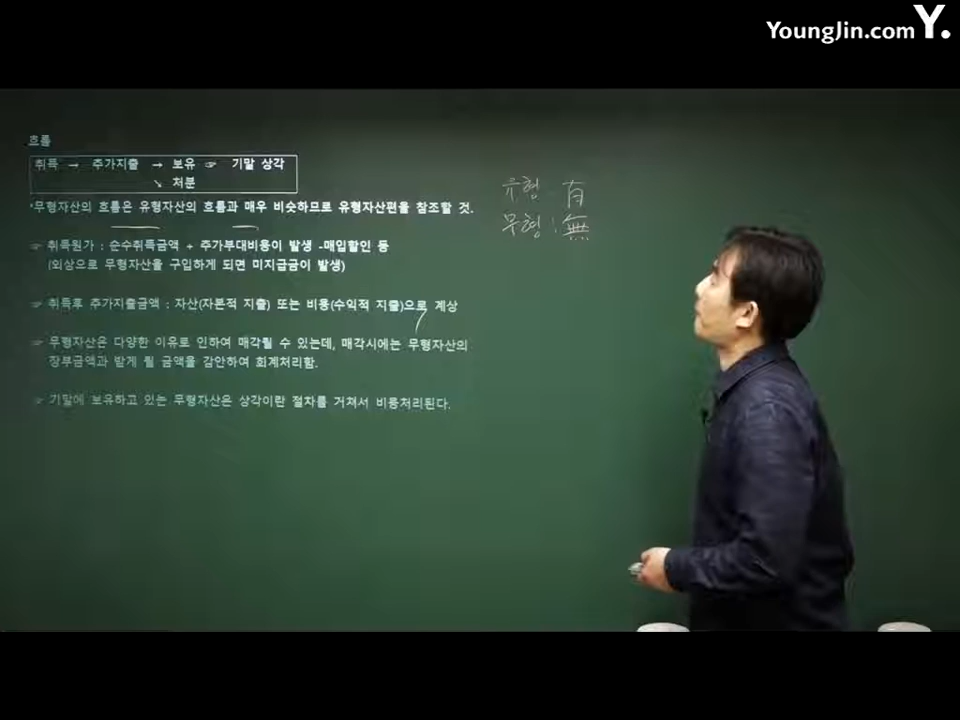 YoungJin.com Y.
흐름
취득 → 추가지출 → 보유 ☞ 기말 상각
↘ 처분
*무형자산의 흐름은 유형자산의 흐름과 매우 비슷하므로 유형자산편을 참조할 것.
☞ 취득원가 : 순수취득금액 + 추가부대비용이 발생 -매입할인 등
(외상으로 무형자산을 구입하게 되면 미지급금이 발생)
☞ 취득후 추가지출금액 : 자산(자본적 지출) 또는 비용(수익적 지출)으로 계상
☞ 무형자산은 다양한 이유로 인하여 매각될 수 있는데, 매각시에는 무형자산의
장부금액과 받게 될 금액을 감안하여 회계처리함.
☞ 기말에 보유하고 있는 무형자산은 상각이란 절차를 거쳐서 비용처리된다.
유형 有
무형 : 無